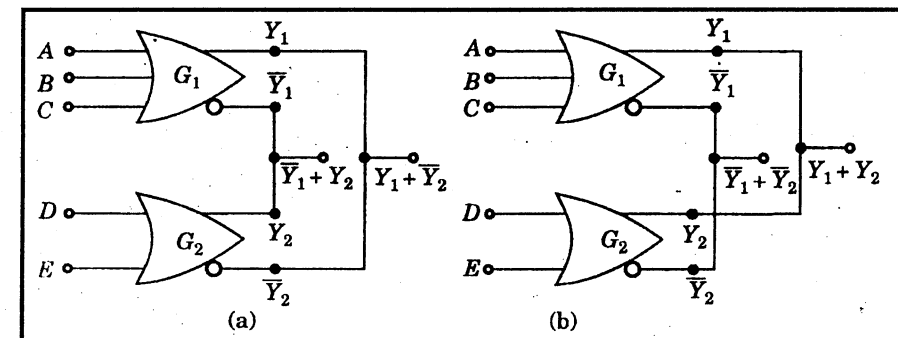 A
B
C
G₁
Y₁
Y̅₁
Y̅₁ + Y₂
Y₁ + Y̅₂
D
E
G₂
Y₂
Y̅₂
(a)
A
B
C
G₁
Y₁
Y̅₁
Y̅₁ + Y̅₂
Y₁ + Y₂
D
E
G₂
Y₂
Y̅₂
(b)